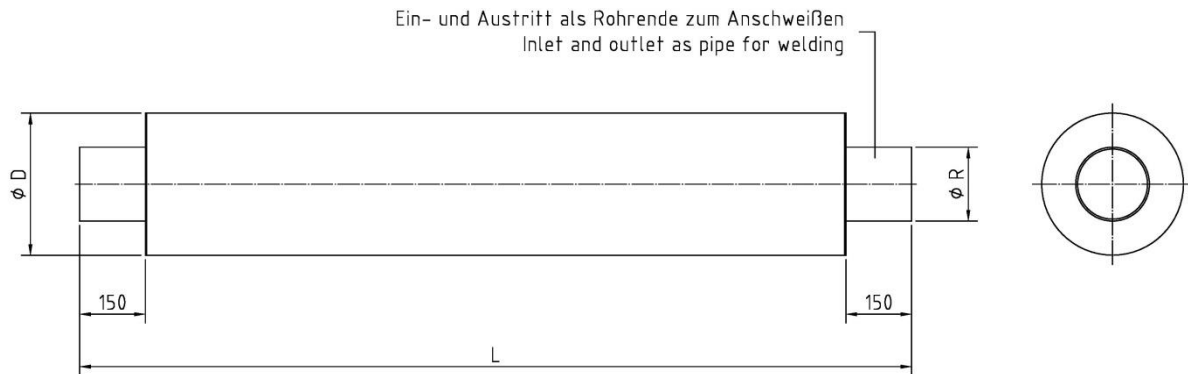 Ein- und Austritt als Rohrende zum Anschweißen
Inlet and outlet as pipe for welding
ϕ D
ϕ R
150
150
L